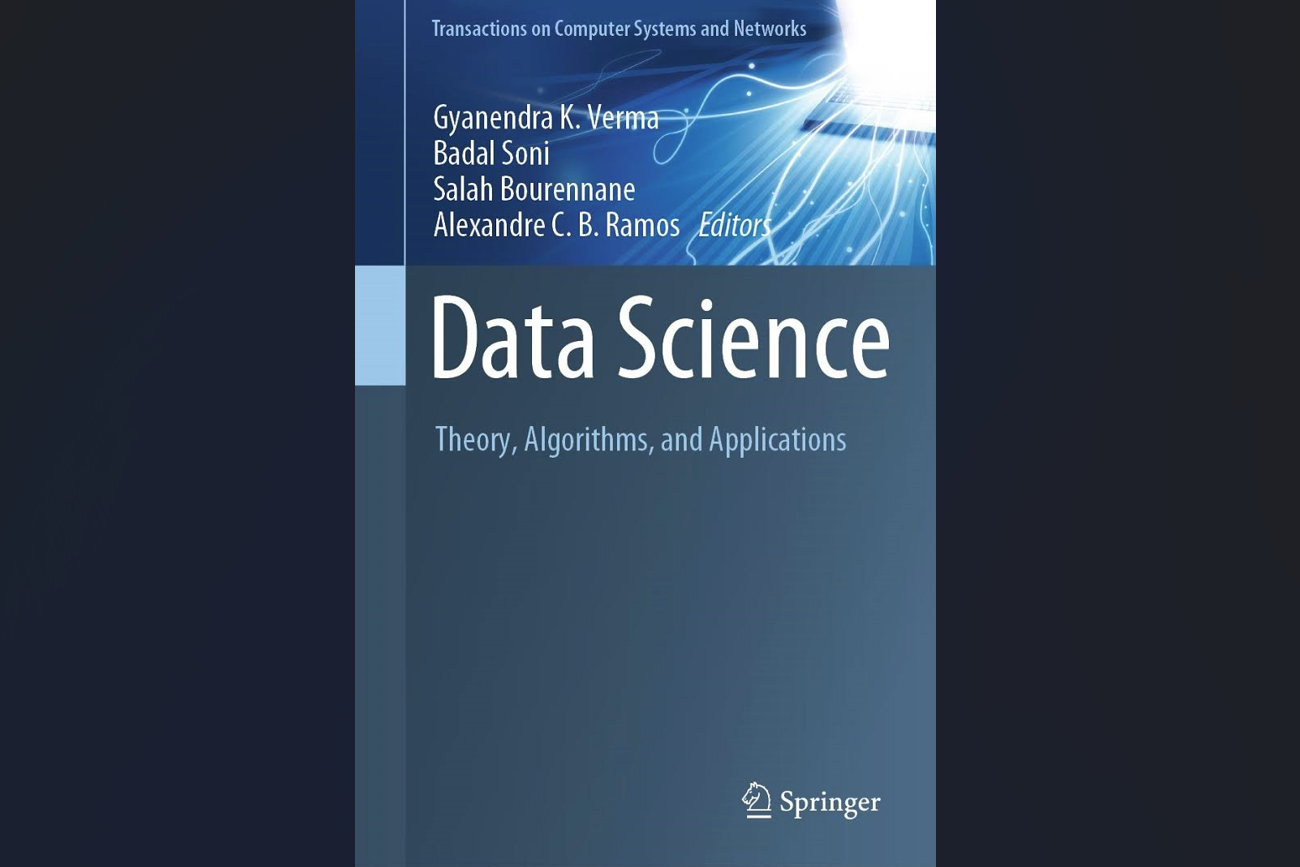 Transactions on Computer Systems and Networks
Gyanendra K. Verma
Badal Soni
Salah Bourennane
Alexandre C. B. Ramos Editors
Data Science
Theory, Algorithms, and Applications
Springer